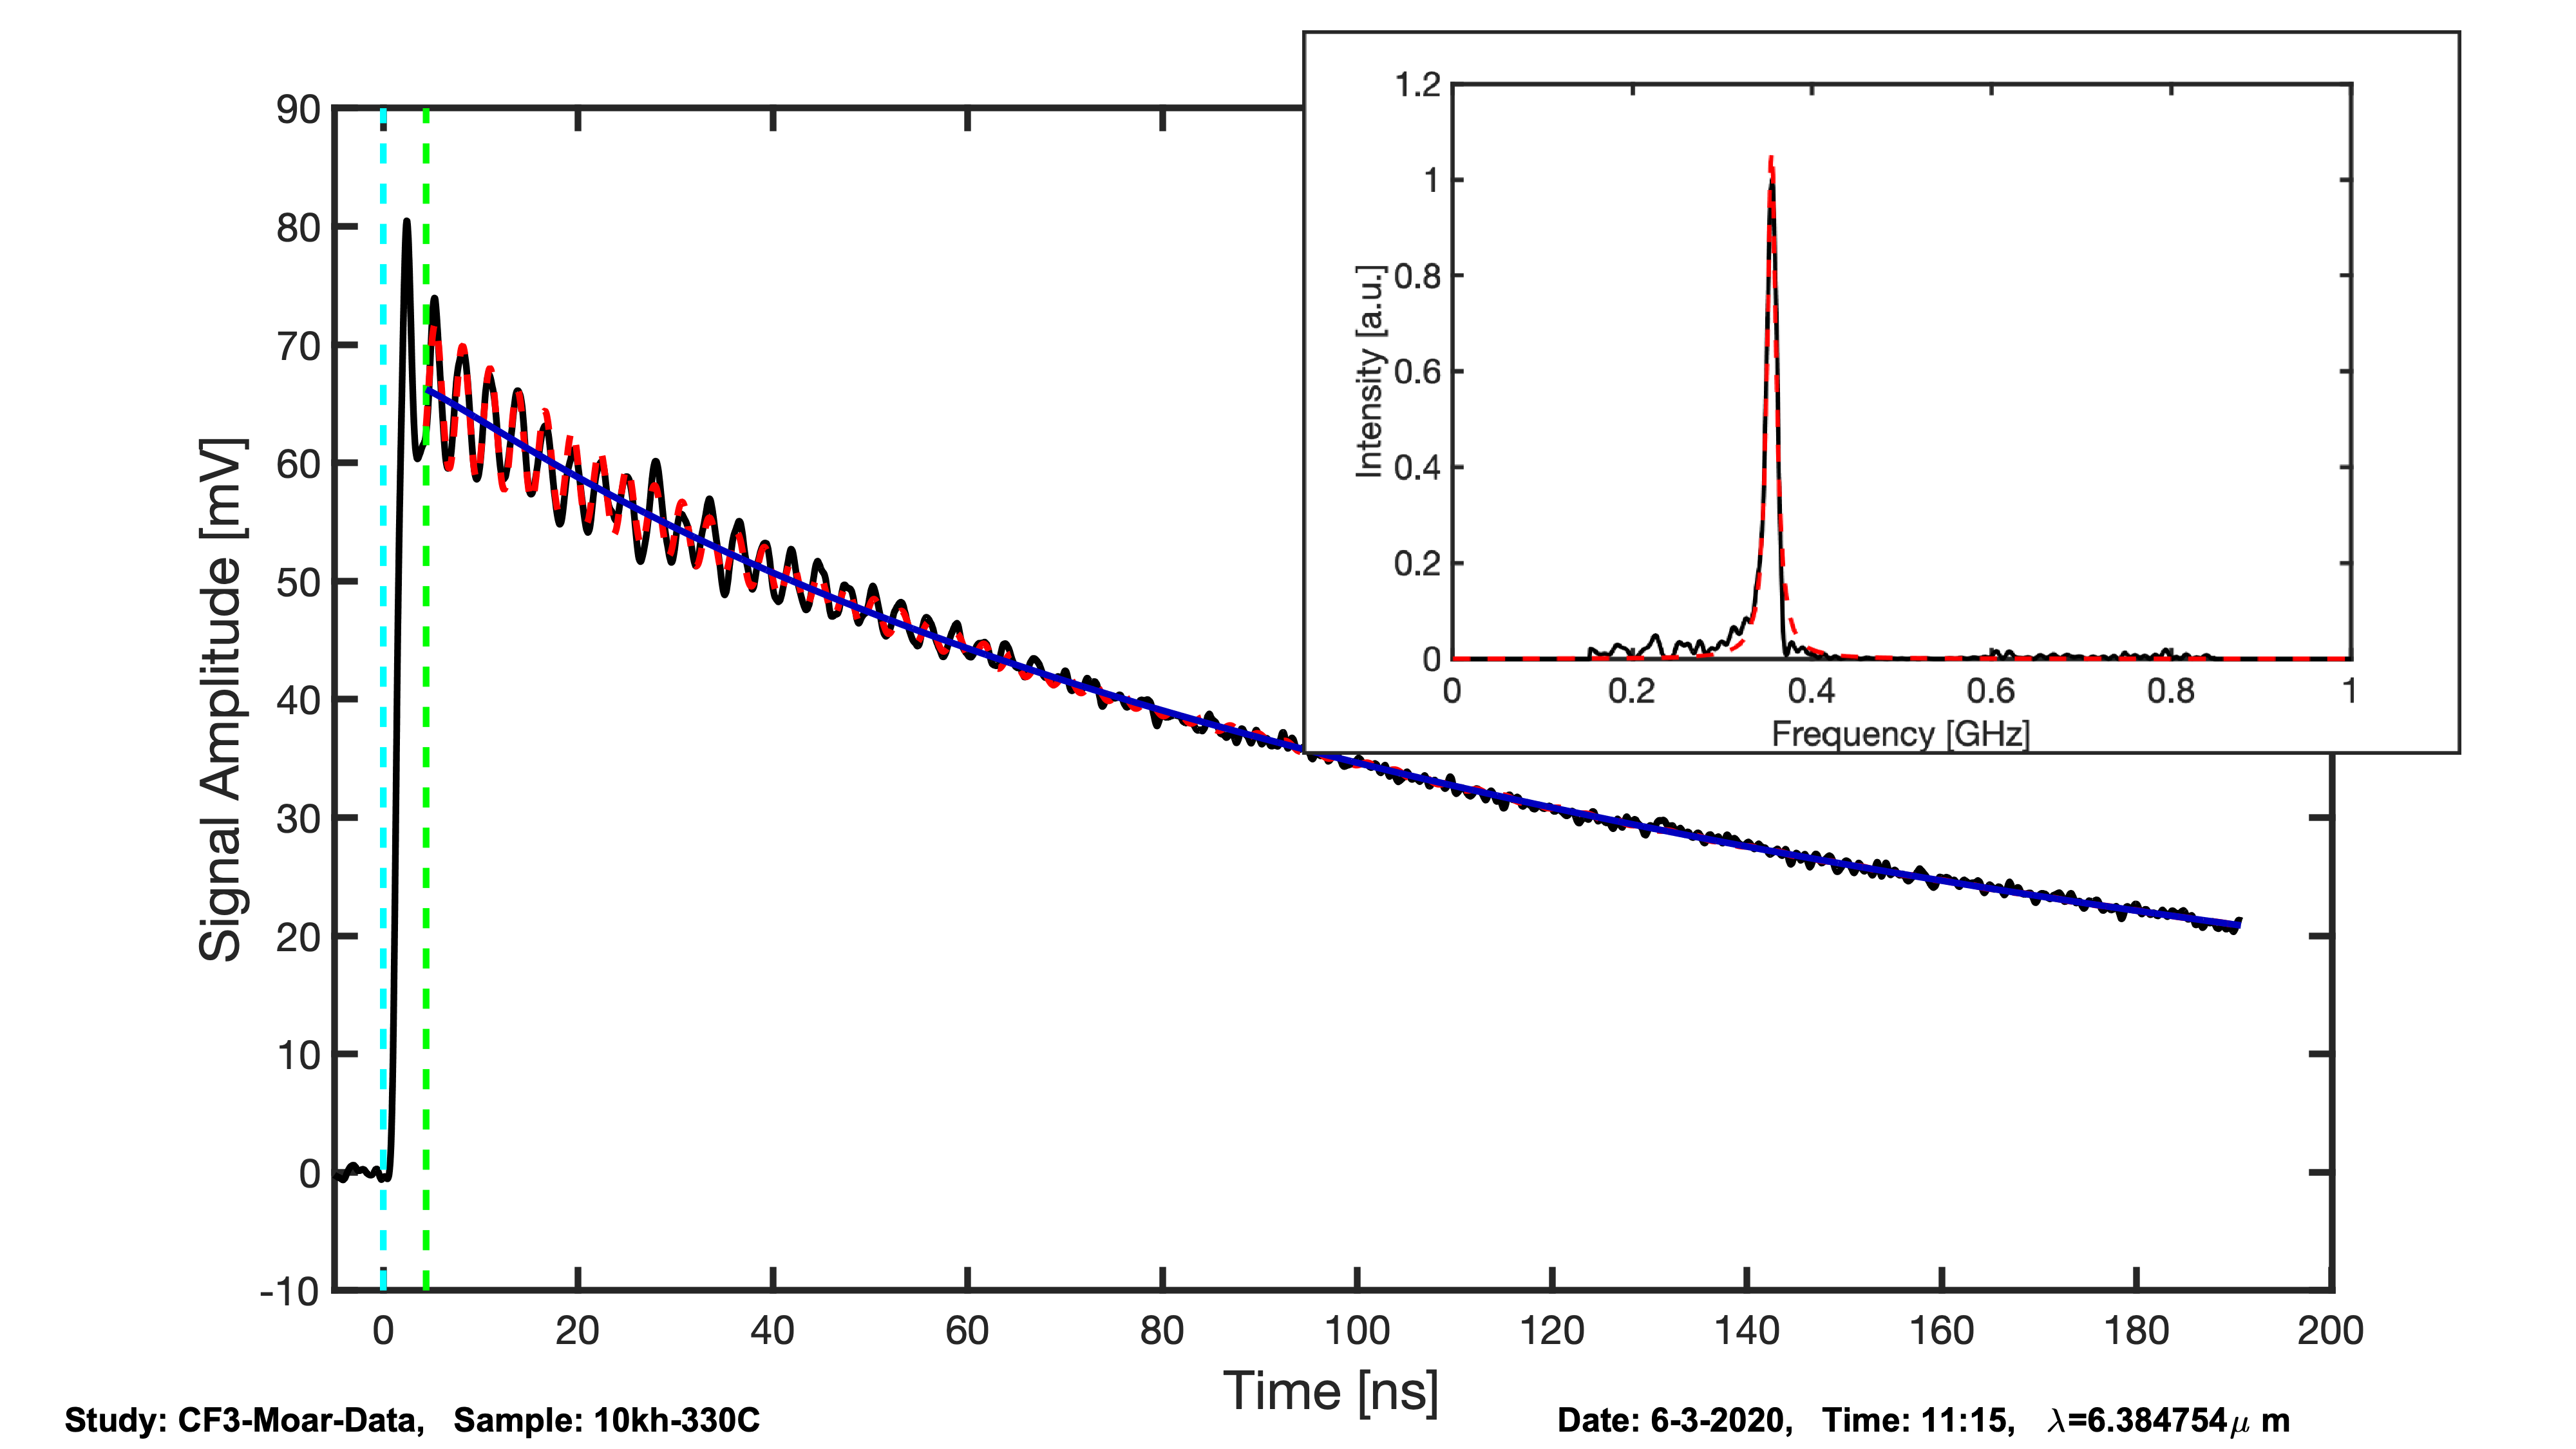 1.2
1
0.8
0.6
0.4
0.2
0
0 0.2 0.4 0.6 0.8 1
Intensity [a.u.]
Frequency [GHz]
90
80
70
60
50
40
30
20
10
0
-10
Signal Amplitude [mV]
0 20 40 60 80 100 120 140 160 180 200
Time [ns]
Study: CF3-Moar-Data, Sample: 10kh-330C
Date: 6-3-2020, Time: 11:15, λ=6.384754μ m